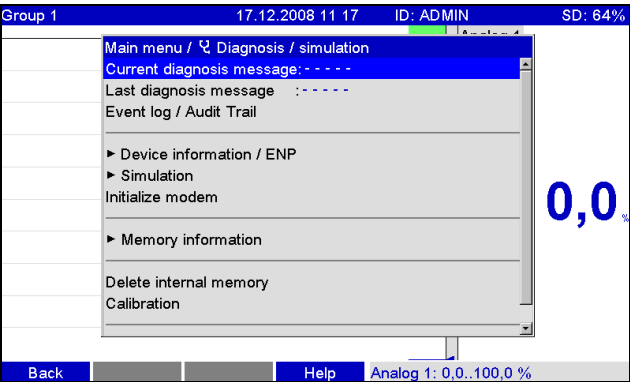 Group 1 17.12.2008 11 17 ID: ADMIN SD: 64%
Analog 1
Main menu / Diagnosis / simulation
Current diagnosis message:- - - - -
Last diagnosis message :- - - - -
Event log / Audit Trail
► Device information / ENP
► Simulation
Initialize modem
0,0 %
► Memory information
Delete internal memory
Calibration
Back Help Analog 1: 0,0..100,0 %